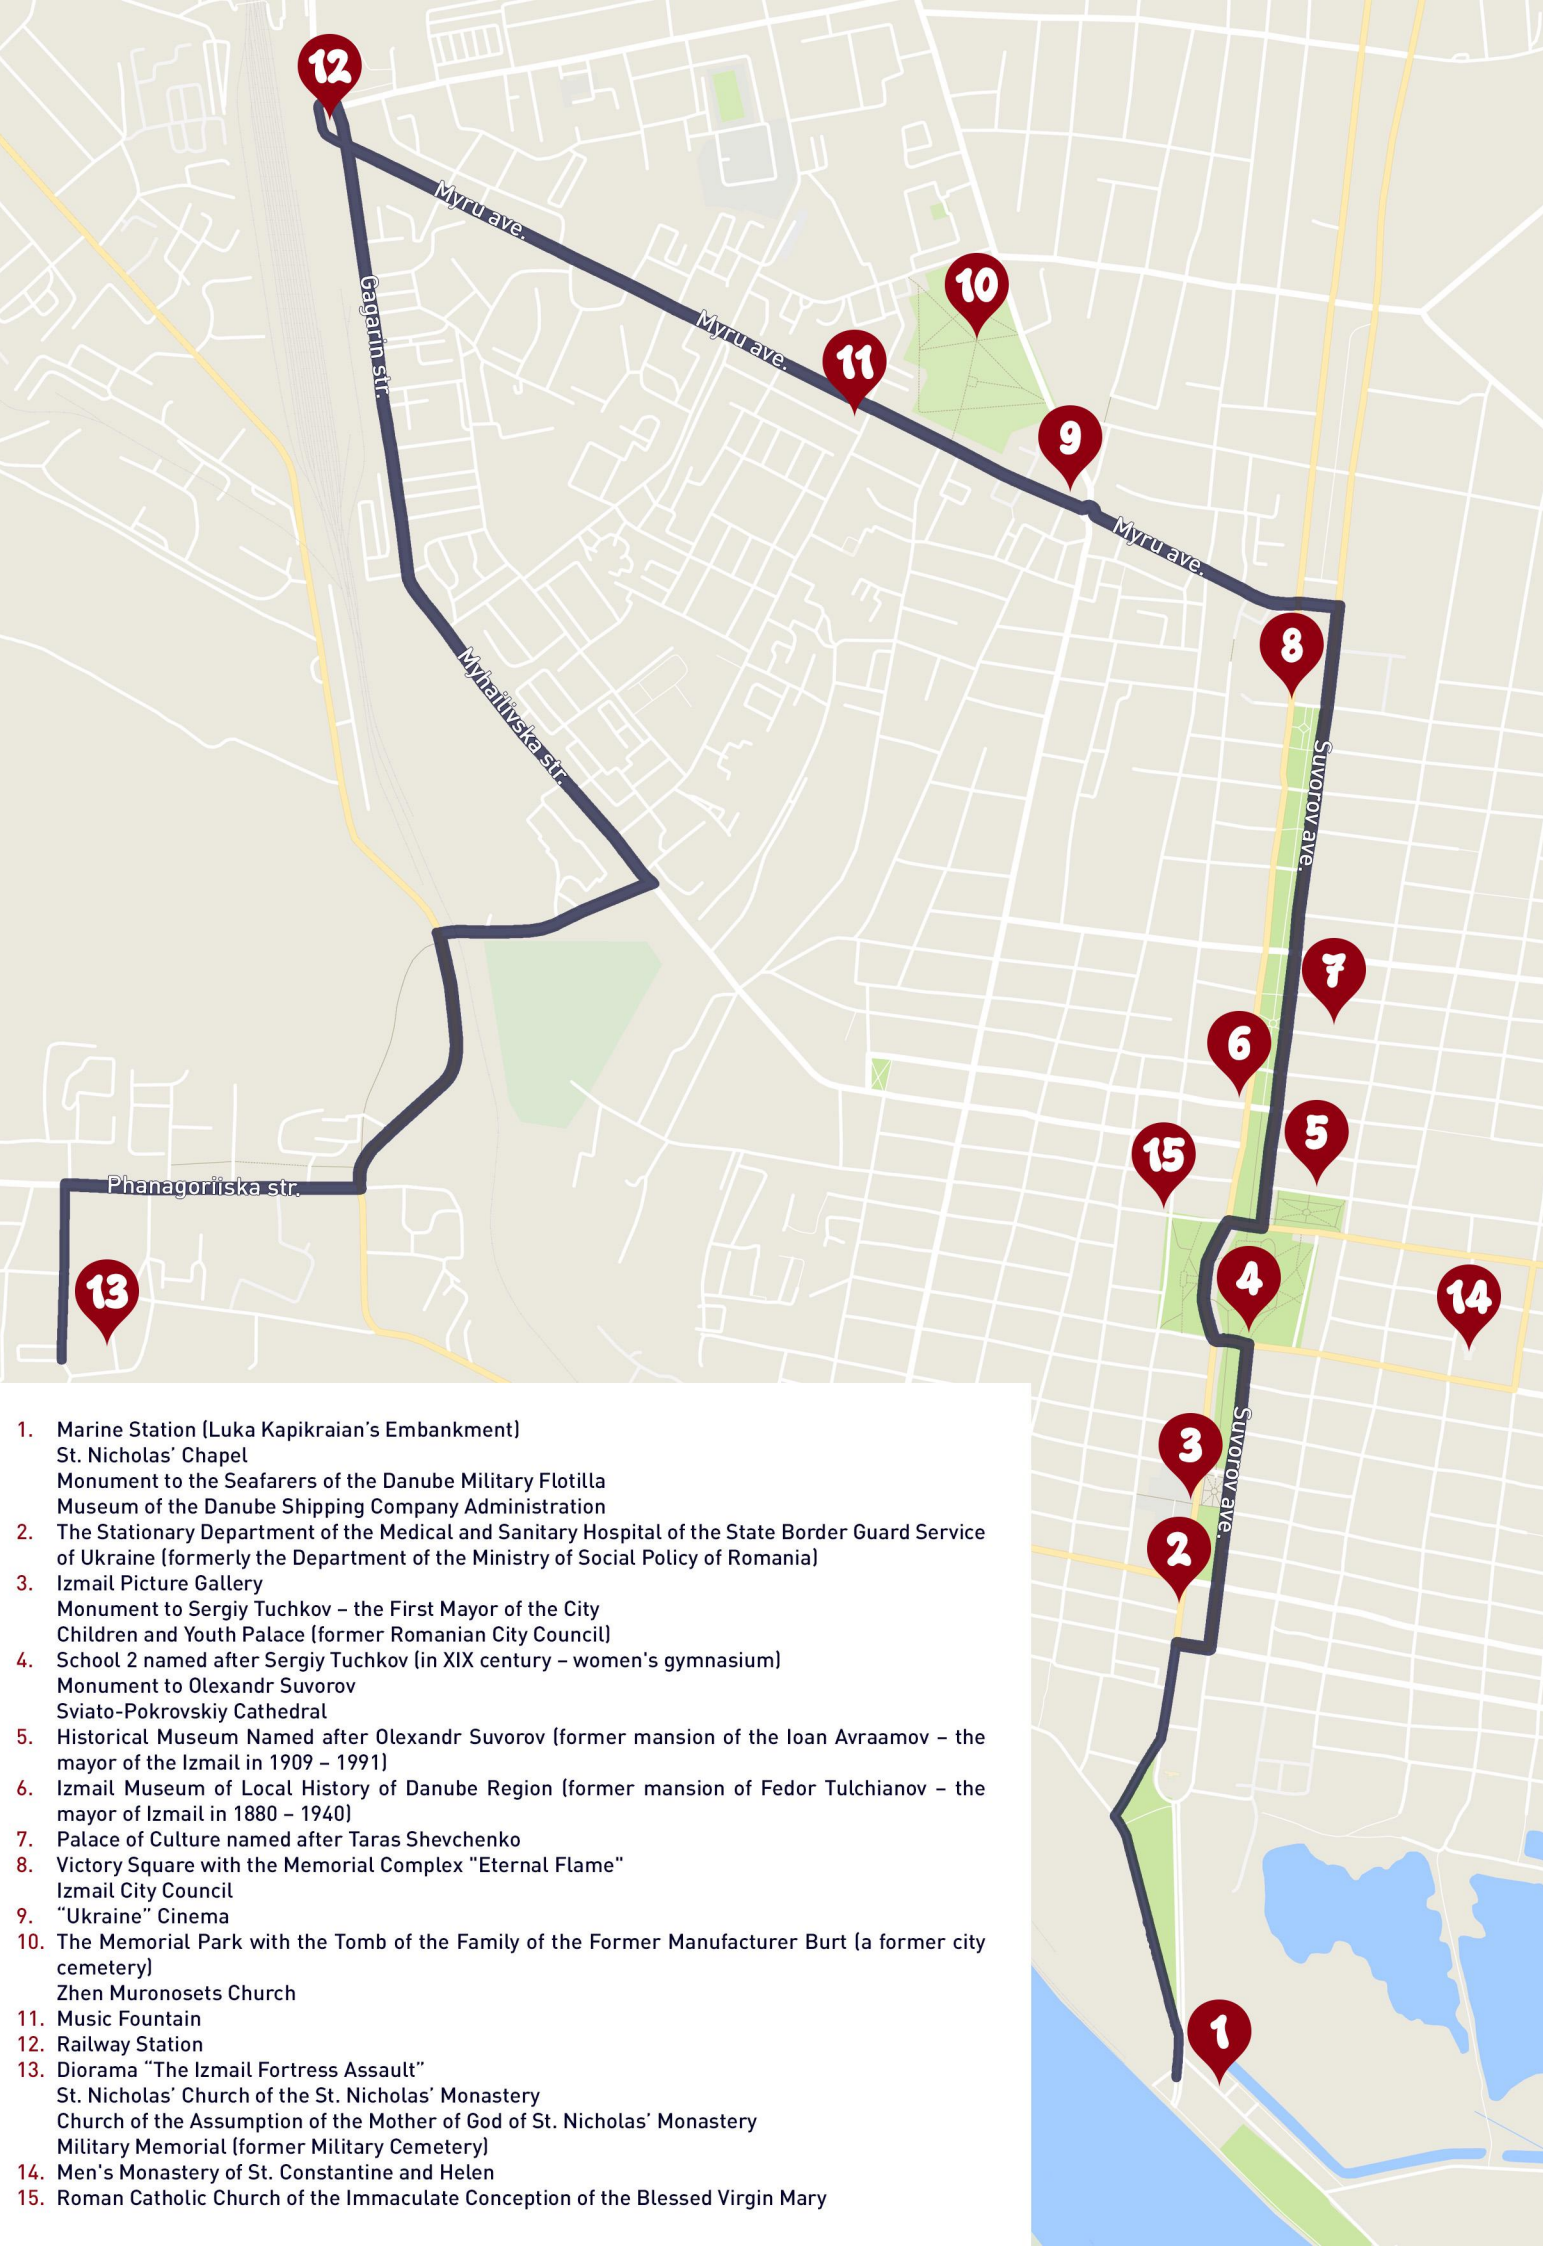 12
Myru ave.
Gagarin str.
10
Myru ave.
11
9
Myru ave.
8
Myhailivska str.
Suvorov ave.
7
6
5
15
Phanagoriiska str.
4
13
14
Suvorov ave.
3
2
1
1. Marine Station (Luka Kapikraian’s Embankment)
St. Nicholas’ Chapel
Monument to the Seafarers of the Danube Military Flotilla
Museum of the Danube Shipping Company Administration
2. The Stationary Department of the Medical and Sanitary Hospital of the State Border Guard Service
of Ukraine (formerly the Department of the Ministry of Social Policy of Romania)
3. Izmail Picture Gallery
Monument to Sergiy Tuchkov – the First Mayor of the City
Children and Youth Palace (former Romanian City Council)
4. School 2 named after Sergiy Tuchkov (in XIX century – women's gymnasium)
Monument to Olexandr Suvorov
Sviato-Pokrovskiy Cathedral
5. Historical Museum Named after Olexandr Suvorov (former mansion of the Ioan Avraamov – the
mayor of the Izmail in 1909 – 1991)
6. Izmail Museum of Local History of Danube Region (former mansion of Fedor Tulchianov – the
mayor of Izmail in 1880 – 1940)
7. Palace of Culture named after Taras Shevchenko
8. Victory Square with the Memorial Complex "Eternal Flame"
Izmail City Council
9. “Ukraine” Cinema
10. The Memorial Park with the Tomb of the Family of the Former Manufacturer Burt (a former city
cemetery)
Zhen Muronosets Church
11. Music Fountain
12. Railway Station
13. Diorama “The Izmail Fortress Assault”
St. Nicholas’ Church of the St. Nicholas’ Monastery
Church of the Assumption of the Mother of God of St. Nicholas’ Monastery
Military Memorial (former Military Cemetery)
14. Men's Monastery of St. Constantine and Helen
15. Roman Catholic Church of the Immaculate Conception of the Blessed Virgin Mary